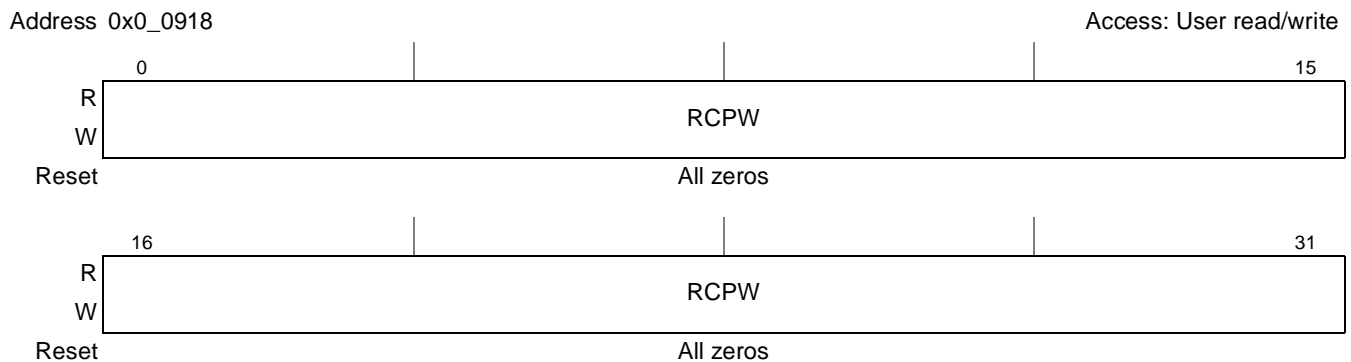 Address 0x0_0918 Access: User read/write
0 15
R
RCPW
W
Reset All zeros
16 31
R
RCPW
W
Reset All zeros